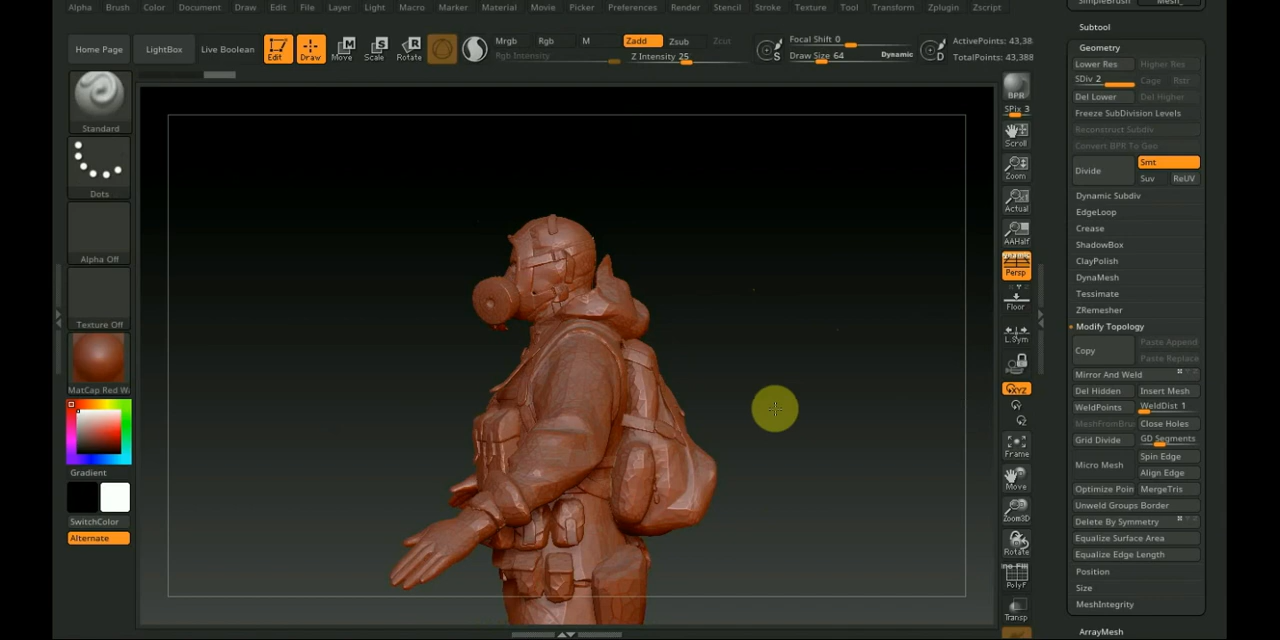 Alpha Brush Color Document Draw Edit File Layer Light Macro Marker Material Movie Picker Preferences Render Stencil Stroke Texture Tool Transform Zplugin Zscript
Home Page
LightBox
Live Boolean
Edit
Draw
Move
Scale
Rotate
Mrgb Rgb M
Rgb Intensity
Zadd Zsub Zcut
Z Intensity 25
S
Focal Shift 0
Draw Size 64 Dynamic
D
ActivePoints: 43,38
TotalPoints: 43,388
Standard
Dots
Alpha Off
Texture Off
MatCap Red W
Gradient
SwitchColor
Alternate
BPR
SPix 3
Scroll
Zoom
Actual
AAHalf
Persp
Floor
L.Sym
XYZ
Frame
Move
Zoom3D
Rotate
PolyF
Transp
SimpleBrush
Subtool
Geometry
Lower Res Higher Res
SDiv 2 Cage Rstr
Del Lower Del Higher
Freeze SubDivision Levels
Reconstruct Subdiv
Convert BPR To Geo
Divide Smt
Suv ReUV
Dynamic Subdiv
EdgeLoop
Crease
ShadowBox
ClayPolish
DynaMesh
Tessimate
ZRemesher
Modify Topology
Copy Paste Append
Paste Replace
Mirror And Weld
Del Hidden Insert Mesh
WeldPoints WeldDist 1
MeshFromBru Close Holes
Grid Divide GD Segments
Micro Mesh Spin Edge
Align Edge
Optimize Poin MergeTris
Unweld Groups Border
Delete By Symmetry
Equalize Surface Area
Equalize Edge Length
Position
Size
MeshIntegrity
ArrayMesh